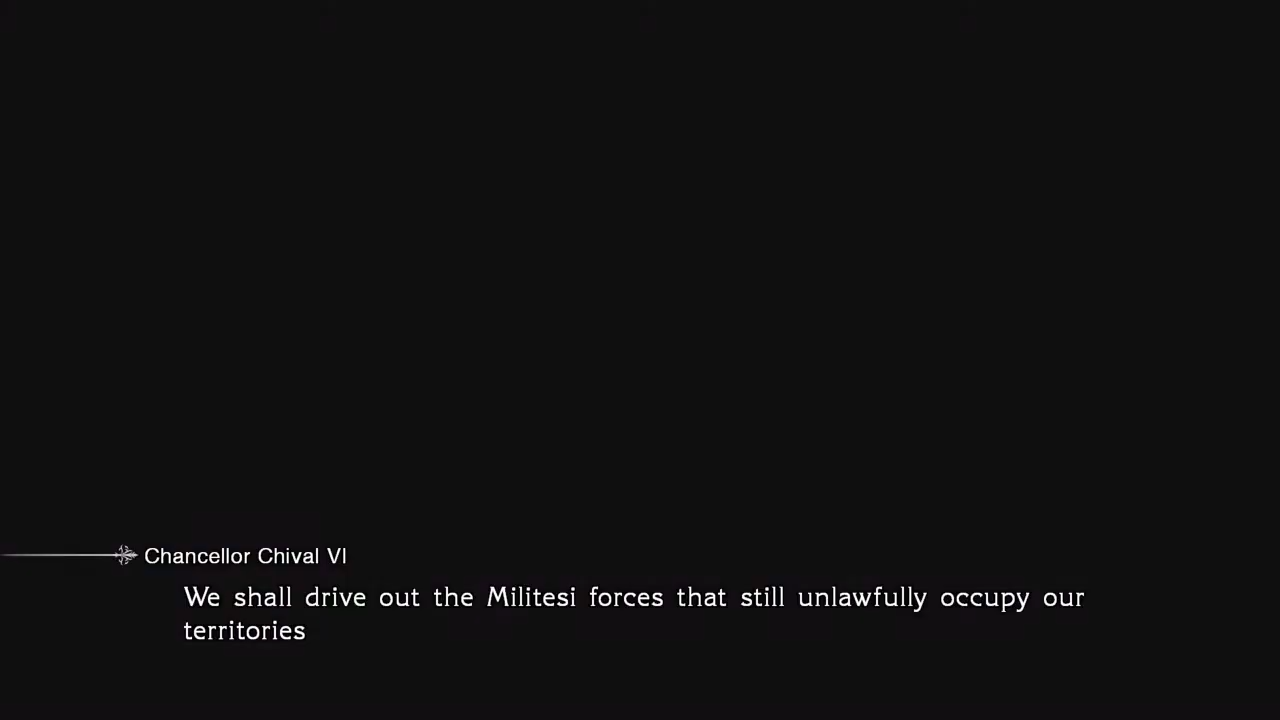 Chancellor Chival VI
We shall drive out the Militesi forces that still unlawfully occupy our
territories